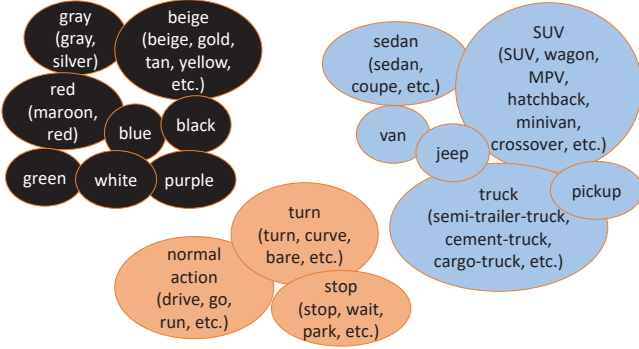 gray
(gray,
silver)
beige
(beige, gold,
tan, yellow,
etc.)
red
(maroon,
red)
blue
black
green
white
purple
sedan
(sedan,
coupe, etc.)
SUV
(SUV, wagon,
MPV,
hatchback,
minivan,
crossover, etc.)
van
jeep
pickup
truck
(semi-trailer-truck,
cement-truck,
cargo-truck, etc.)
turn
(turn, curve,
bare, etc.)
normal
action
(drive, go,
run, etc.)
stop
(stop, wait,
park, etc.)